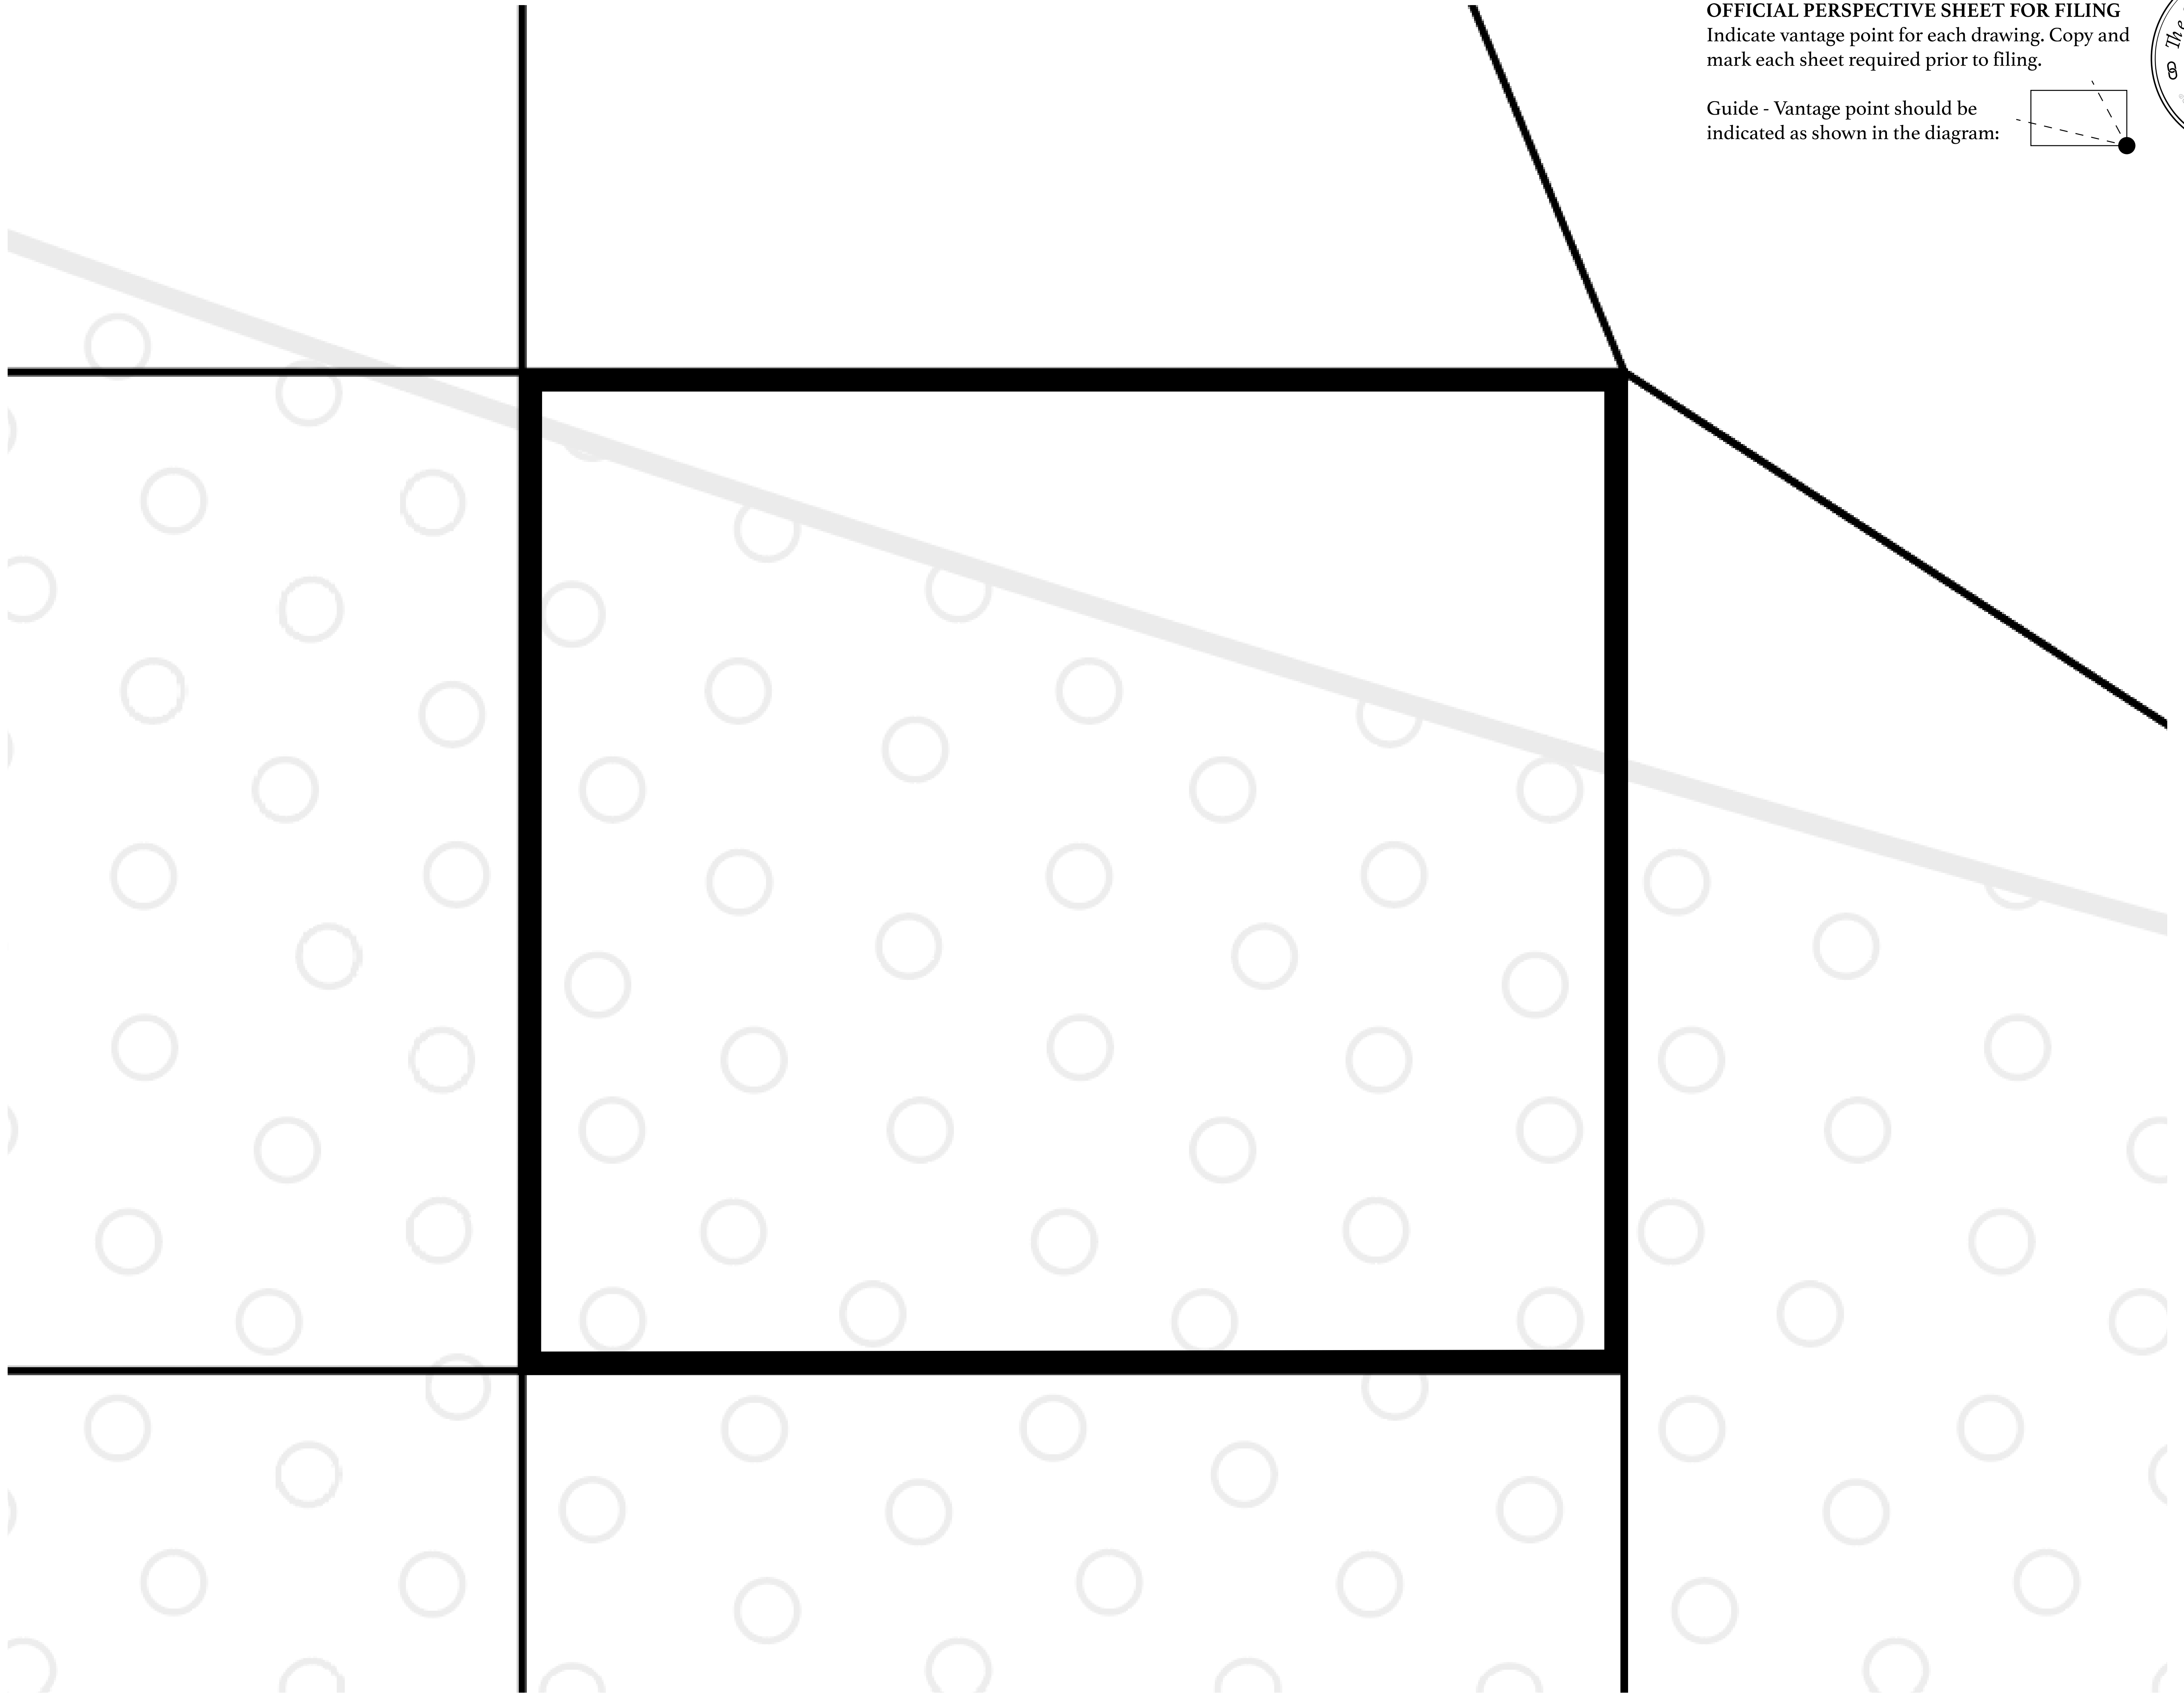 OFFICIAL PERSPECTIVE SHEET FOR FILING
Indicate vantage point for each drawing. Copy and
mark each sheet required prior to filing.
Guide - Vantage point should be
indicated as shown in the diagram:
The